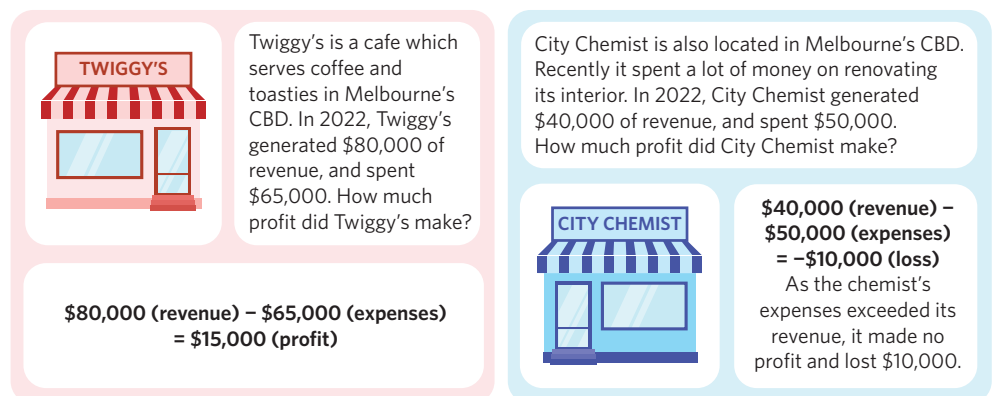 TWIGGY'S
Twiggy's is a cafe which
serves coffee and
toasties in Melbourne's
CBD. In 2022, Twiggy's
generated $80,000 of
revenue, and spent
$65,000. How much
profit did Twiggy's make?
$80,000 (revenue) − $65,000 (expenses)
= $15,000 (profit)
City Chemist is also located in Melbourne's CBD.
Recently it spent a lot of money on renovating
its interior. In 2022, City Chemist generated
$40,000 of revenue, and spent $50,000.
How much profit did City Chemist make?
CITY CHEMIST
$40,000 (revenue) −
$50,000 (expenses)
= −$10,000 (loss)
As the chemist's
expenses exceeded its
revenue, it made no
profit and lost $10,000.